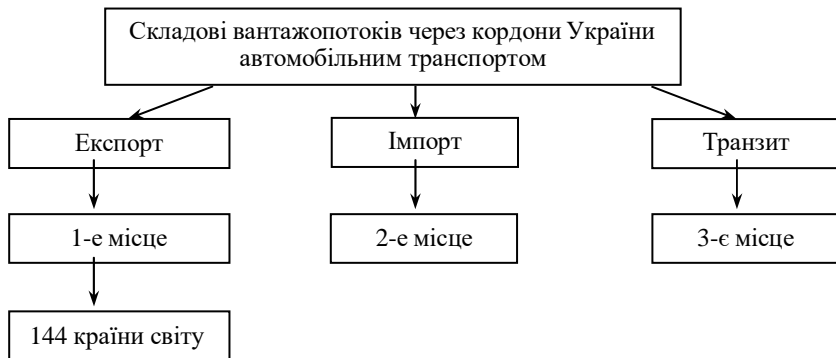 Складові вантажопотоків через кордони України
автомобільним транспортом
Експорт
Імпорт
Транзит
1-е місце
2-е місце
3-є місце
144 країни світу